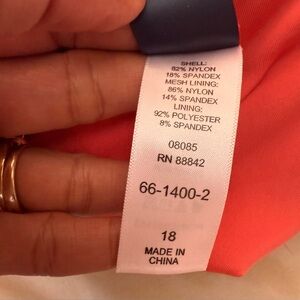 SHELL:
82% NYLON
18% SPANDEX
MESH LINING:
86% NYLON
14% SPANDEX
LINING:
92% POLYESTER
8% SPANDEX
08085
RN 88842
66-1400-2
18
MADE IN
CHINA